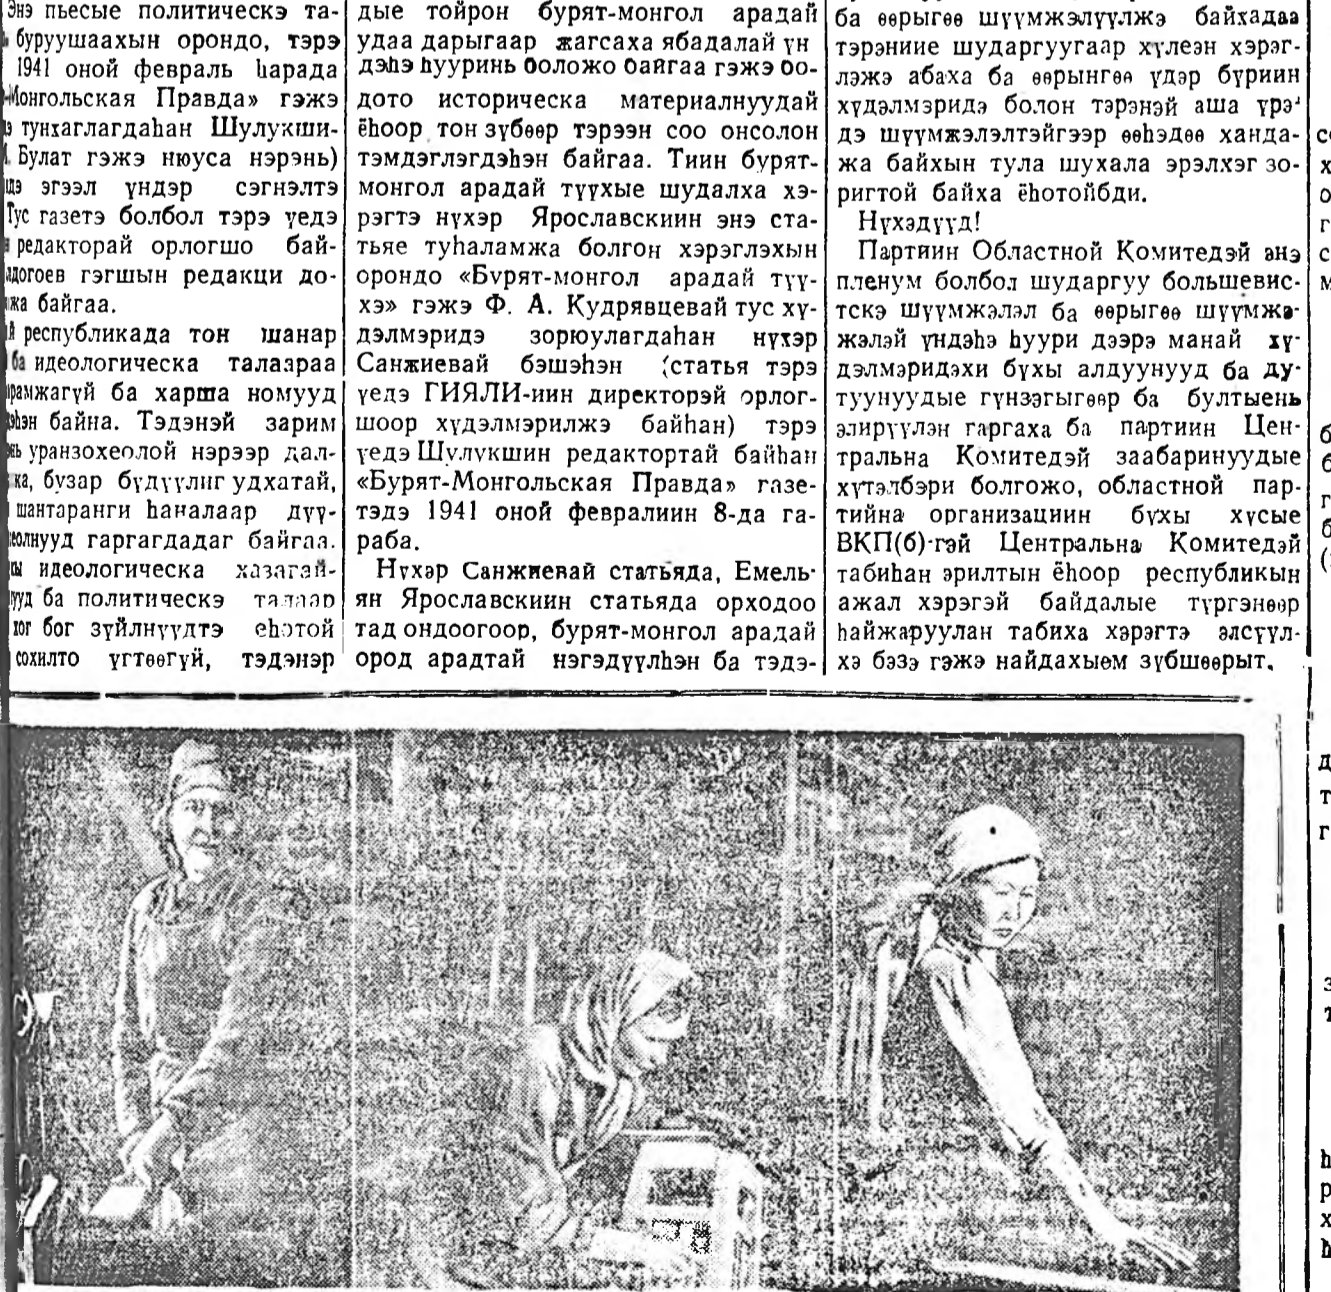 Энэ пьесые политическэ та-
буруушаахын орондо, тэрэ
1941 оной февраль һарада
Монгольская Правда» гэжэ
тунхаглагдаһан Шулукши-
Булат гэжэ нюуса нэрэнь)
эгээл үндэр сэгнэлтэ
Тус газетэ болбол тэрэ үедэ
редакторай орлогшо бай-
гэгшын редакци до-
байгаа.
республикада тон шанар
ба идеологическа талаараа
ба харша номууд
байна. Тэдэнэй зарим
уранзохеолой нэрээр дал-
бузар бүдүүлиг удхатай,
шантаранги һаналаар дүү-
гаргагдадаг байгаа.
идеологическа хазагай-
ба политическэ талаар
бог зүйлнүүдтэ еһотой
сохилто үгтөөгүй, тэдэнэр
дые тойрон бурят-монгол арадай
удаа дарыгаар жагсаха ябадалай үн
дэһэ һууринь боложо байгаа гэжэ бо-
дото историческа материалнуудай
ёһоор тон зүбөөр тэрээн соо онсолон
тэмдэглэгдэһэн байгаа. Тиин бурят-
монгол арадай түүхые шудалха хэ-
рэгтэ нүхэр Ярославскиин энэ ста-
тьяе туһаламжа болгон хэрэглэхын
орондо «Бурят-монгол арадай түү-
хэ» гэжэ Ф. А. Кудрявцевай тус хү-
дэлмэридэ зорюулагдаһан нүхэр
Санжиевай бэшэһэн (статья тэрэ
үедэ ГИЯЛИ-иин директорэй орлог-
шоор хүдэлмэрилжэ байһан) тэрэ
үедэ Шулукшин редактортай байһан
«Бурят-Монгольская Правда» газе-
тэдэ 1941 оной февралиин 8-да га-
раба.
Нүхэр Санжиевай статьяда, Емель-
ян Ярославскиин статьяда орходоо
тад ондоогоор, бурят-монгол арадай
ород арадтай нэгэдүүлһэн ба тэдэ-
ба өөрыгөө шүүмжэлүүлжэ байхадаа
тэрэниие шударгуугаар хүлеэн хэрэг-
лэжэ абаха ба өөрынгөө үдэр бүриин
хүдэлмэридэ болон тэрэнэй аша үрэ
дэ шүүмжэлэлтэйгээр өөһэдөө ханда-
жа байхын тула шухала эрэлхэг зо-
ригтой байха ёһотойбди.
Нүхэдүүд!
Партиин Областной Комитедэй энэ
пленум болбол шударгуу большевис-
тскэ шүүмжэлэл ба өөрыгөө шүүмжэ-
жэлэй үндэһэ һуури дээрэ манай хү-
дэлмэридэхи бүхы алдуунууд ба ду-
туунуудые гүнзэгыгөөр ба бултыень
элирүүлэн гаргаха ба партиин Цен-
тральна Комитедэй заабаринуудые
хүтэлбэри болгожо, областной пар-
тийна организациин бүхы хүсые
ВКП(б)-гэй Центральна Комитедэй
табиһан эрилтын ёһоор республикын
ажал хэрэгэй байдалые түргэнөөр
һайжаруулан табиха хэрэгтэ элсүүл-
хэ бэзэ гэжэ найдахыем зүбшөөрыт.